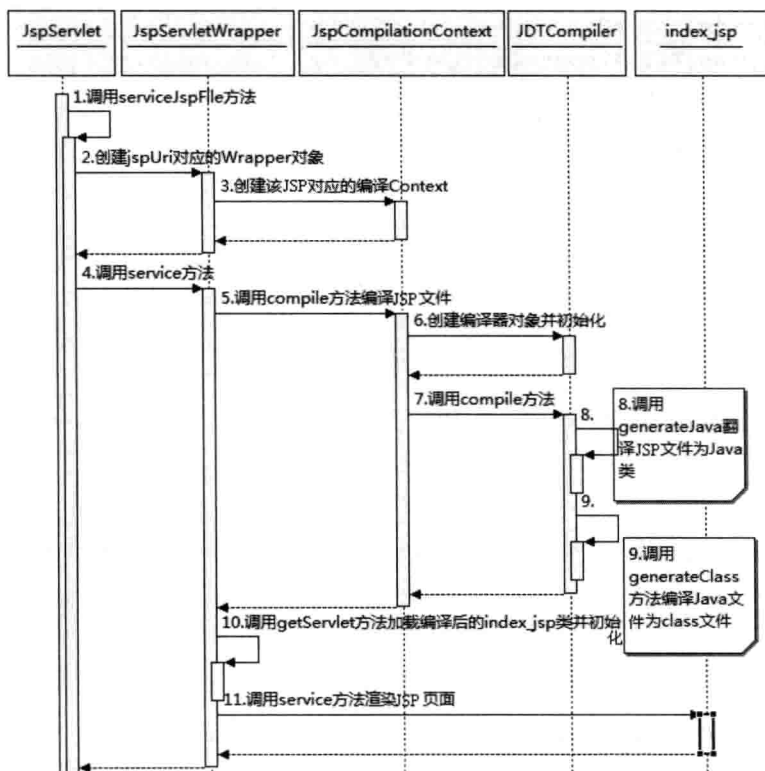 JspServlet
JspServletWrapper
JspCompilationContext
JDTCompiler
index_jsp
1.调用serviceJspFile方法
2.创建jspUri对应的Wrapper对象
3.创建该JSP对应的编译Context
4.调用service方法
5.调用compile方法编译JSP文件
6.创建编译器对象并初始化
7.调用compile方法
8.
8.调用
generateJava翻
译JSP文件为Java
类
9.
9.调用
generateClass
方法编译Java文件
为class文件
10.调用getServlet方法加载编译后的index_jsp类并初始
化
11.调用service方法渲染JSP 页面